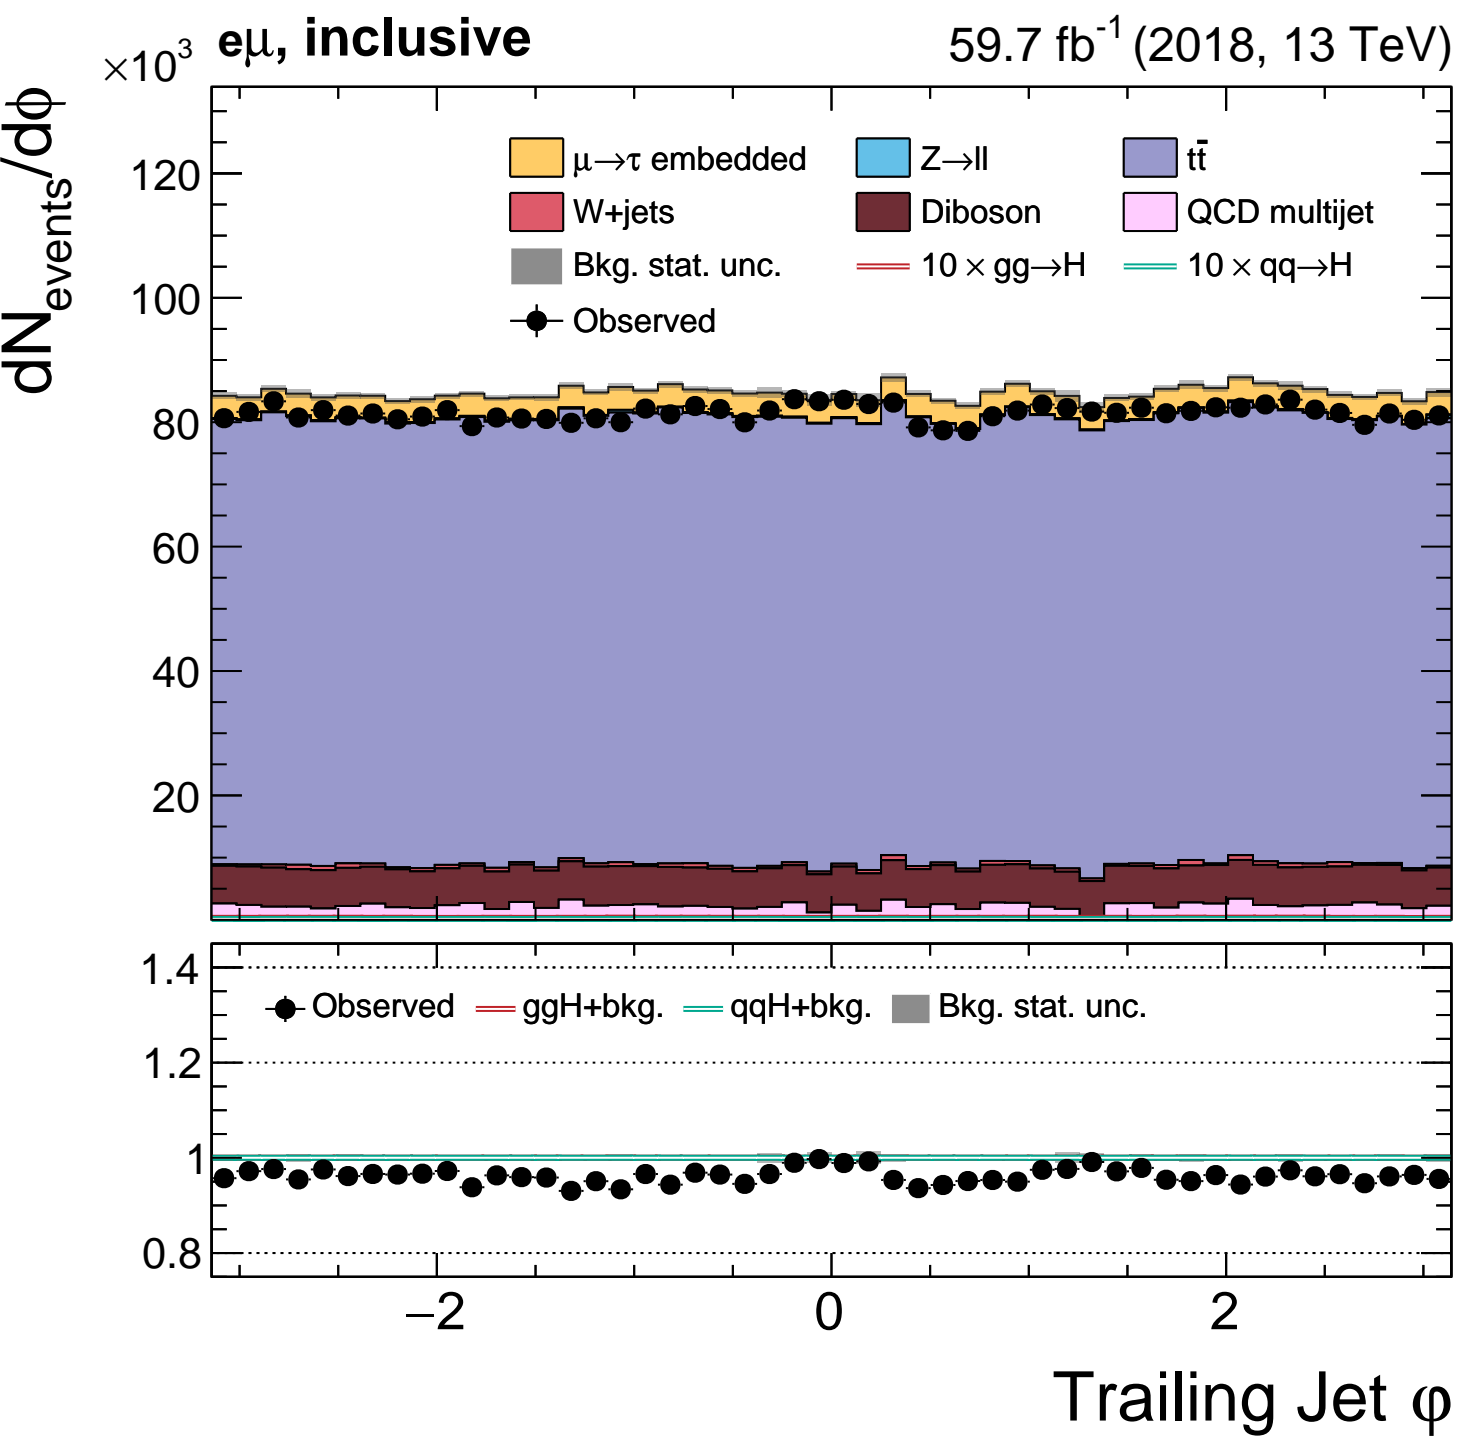 ×10³ eμ, inclusive 59.7 fb⁻¹ (2018, 13 TeV)
dN_events/dϕ
μ→τ embedded Z→ll tt̄
W+jets Diboson QCD multijet
Bkg. stat. unc. 10 × gg→H 10 × qq→H
Observed
120
100
80
60
40
20
1.4
Observed ggH+bkg. qqH+bkg. Bkg. stat. unc.
1.2
1
0.8
−2 0 2
Trailing Jet φ